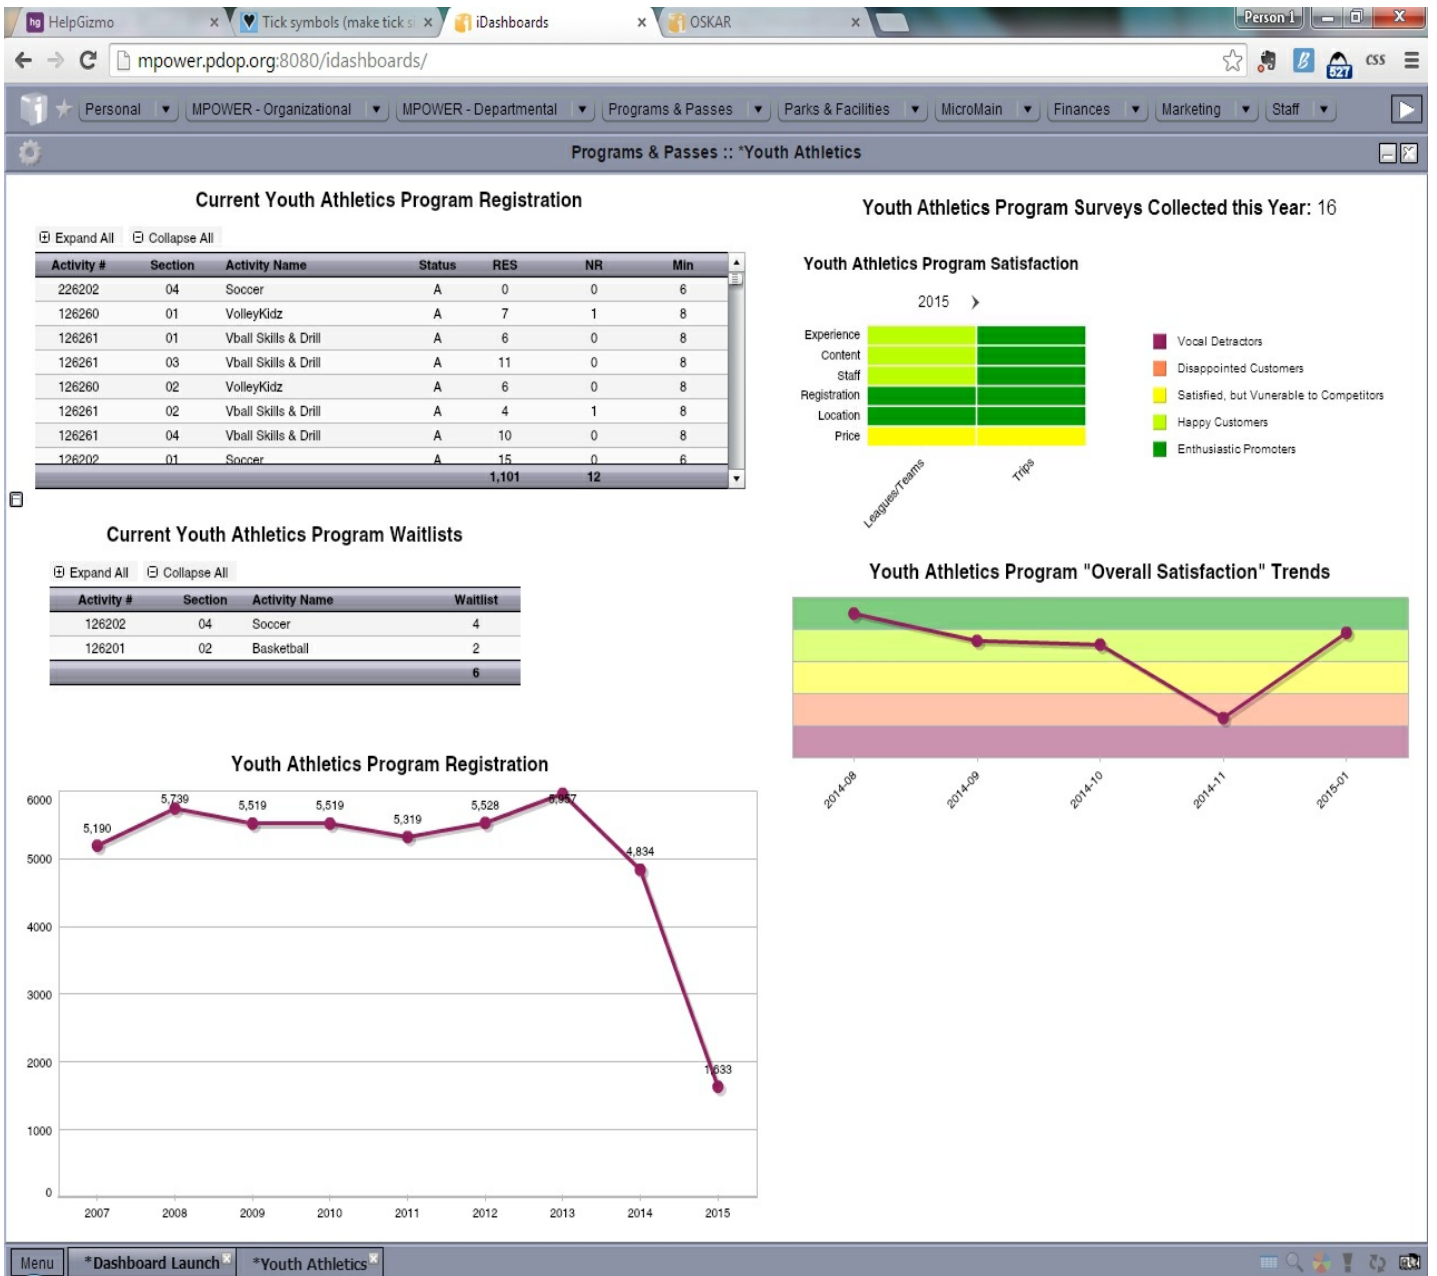 HelpGizmo
Tick symbols (make tick s
iDashboards
OSKAR
Person 1
mpower.pdop.org:8080/idashboards/
527
CSS
Personal MPOWER - Organizational MPOWER - Departmental Programs & Passes Parks & Facilities MicroMain Finances Marketing Staff
Programs & Passes :: *Youth Athletics
Current Youth Athletics Program Registration
Expand All Collapse All
Activity # Section Activity Name Status RES NR Min
226202 04 Soccer A 0 0 6
126260 01 VolleyKidz A 7 1 8
126261 01 Vball Skills & Drill A 6 0 8
126261 03 Vball Skills & Drill A 11 0 8
126260 02 VolleyKidz A 6 0 8
126261 02 Vball Skills & Drill A 4 1 8
126261 04 Vball Skills & Drill A 10 0 8
126202 01 Soccer A 15 0 6
1,101 12
Current Youth Athletics Program Waitlists
Expand All Collapse All
Activity # Section Activity Name Waitlist
126202 04 Soccer 4
126201 02 Basketball 2
6
Youth Athletics Program Registration
6000
5000
4000
3000
2000
1000
0
5,190
5,739
5,519
5,519
5,319
5,528
5,957
4,834
1,633
2007 2008 2009 2010 2011 2012 2013 2014 2015
Youth Athletics Program Surveys Collected this Year: 16
Youth Athletics Program Satisfaction
2015
Experience
Content
Staff
Registration
Location
Price
Leagues/Teams
Trips
Vocal Detractors
Disappointed Customers
Satisfied, but Vunerable to Competitors
Happy Customers
Enthusiastic Promoters
Youth Athletics Program "Overall Satisfaction" Trends
2014-08
2014-09
2014-10
2014-11
2015-01
Menu *Dashboard Launch *Youth Athletics